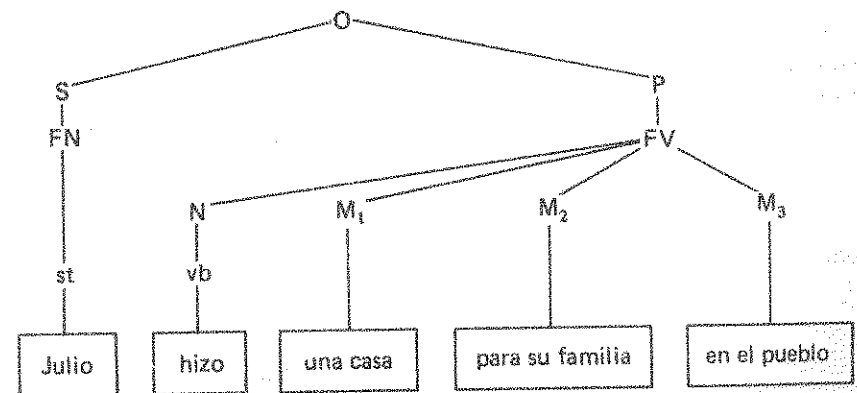 O
S P
FN FV
N M₁ M₂ M₃
st vb
Julio hizo una casa para su familia en el pueblo